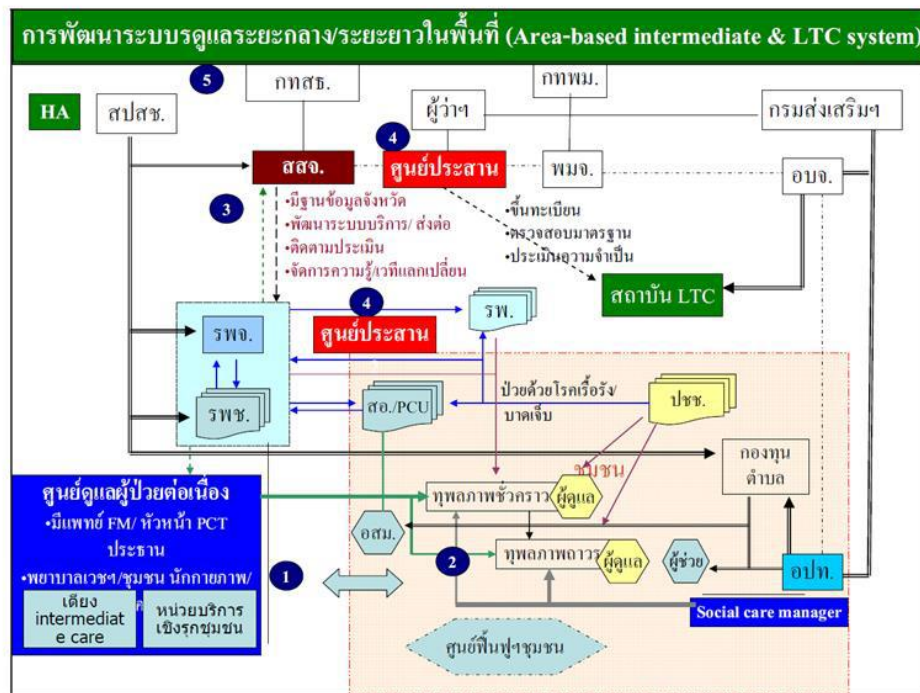 การพัฒนาระบบรดูแลระยะกลาง/ระยะยาวในพื้นที่ (Area-based intermediate & LTC system)
5
กทสธ.
กทพม.
HA
สปสช.
ผู้ว่าฯ
กรมส่งเสริมฯ
4
สสจ.
ศูนย์ประสาน
พมจ.
อบจ.
3
•มีฐานข้อมูลจังหวัด
•พัฒนาระบบบริการ/ ส่งต่อ
•ติดตามประเมิน
•จัดการความรู้/เวทีแลกเปลี่ยน
•ขึ้นทะเบียน
•ตรวจสอบมาตรฐาน
•ประเมินความจำเป็น
สถาบัน LTC
4
รพ.
รพจ.
ศูนย์ประสาน
รพช.
สอ./PCU
ป่วยด้วยโรคเรื้อรัง/
บาดเจ็บ
ปชช.
ชุมชน
กองทุน
ตำบล
ศูนย์ดูแลผู้ป่วยต่อเนื่อง
•มีแพทย์ FM/ หัวหน้า PCT
ประธาน
•พยาบาลเวชฯ/ชุมชน นักกายภาพ/
เตียง
intermediat
e care
หน่วยบริการ
เชิงรุกชุมชน
1
ทุพลภาพชั่วคราว
ผู้ดูแล
อสม.
2
ทุพลภาพถาวร
ผู้ดูแล
ผู้ช่วย
อปท.
Social care manager
ศูนย์ฟื้นฟูฯชุมชน